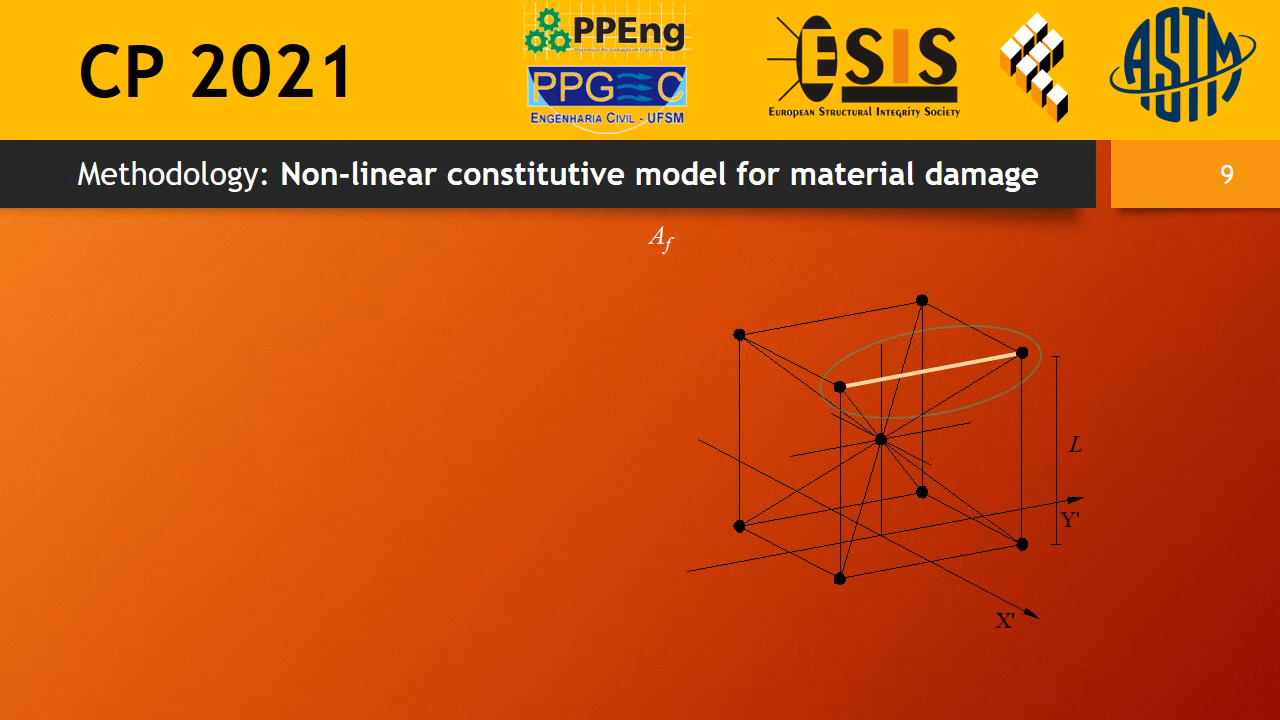 CP 2021
PPEng
PPGEC
ENGENHARIA CIVIL - UFSM
ESIS
EUROPEAN STRUCTURAL INTEGRITY SOCIETY
ASTM
Methodology: Non-linear constitutive model for material damage
9
Af
L
Y'
X'